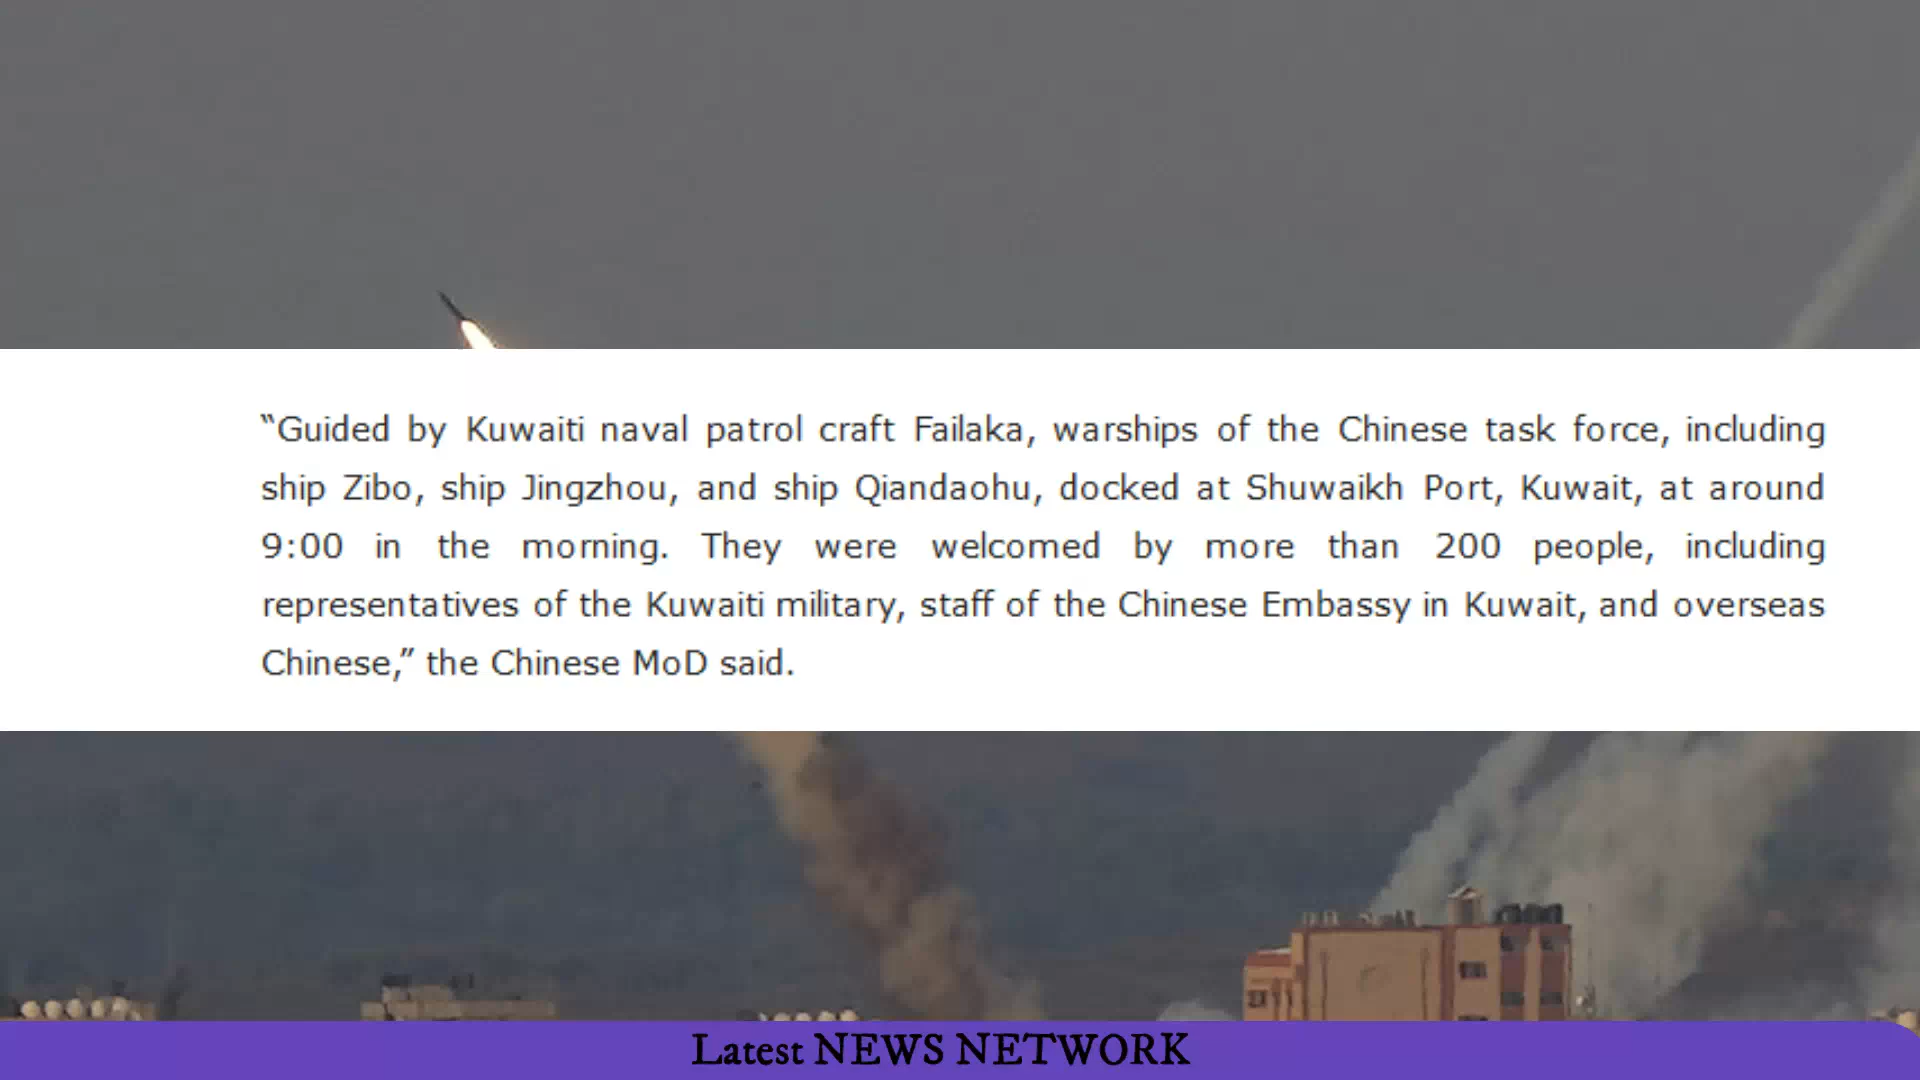 “Guided by Kuwaiti naval patrol craft Failaka, warships of the Chinese task force, including
ship Zibo, ship Jingzhou, and ship Qiandaohu, docked at Shuwaikh Port, Kuwait, at around
9:00 in the morning. They were welcomed by more than 200 people, including
representatives of the Kuwaiti military, staff of the Chinese Embassy in Kuwait, and overseas
Chinese,” the Chinese MoD said.
Latest NEWS NETWORK